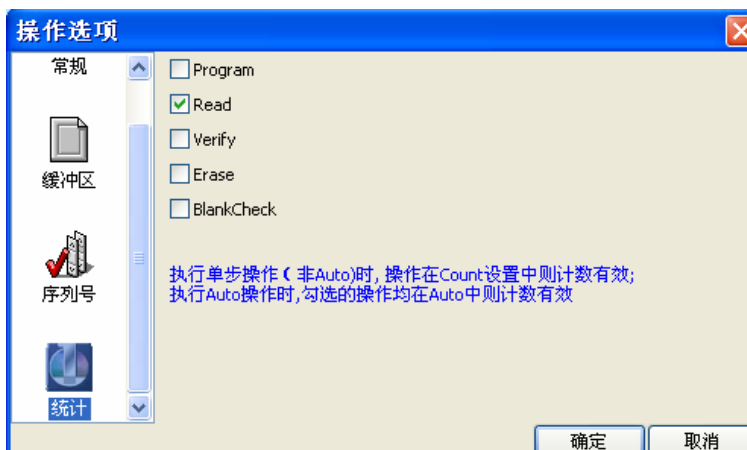 操作选项
常规
缓冲区
序列号
统计
Program
Read
Verify
Erase
BlankCheck
执行单步操作（非Auto)时, 操作在Count设置中则计数有效;
执行Auto操作时,勾选的操作均在Auto中则计数有效
确定
取消